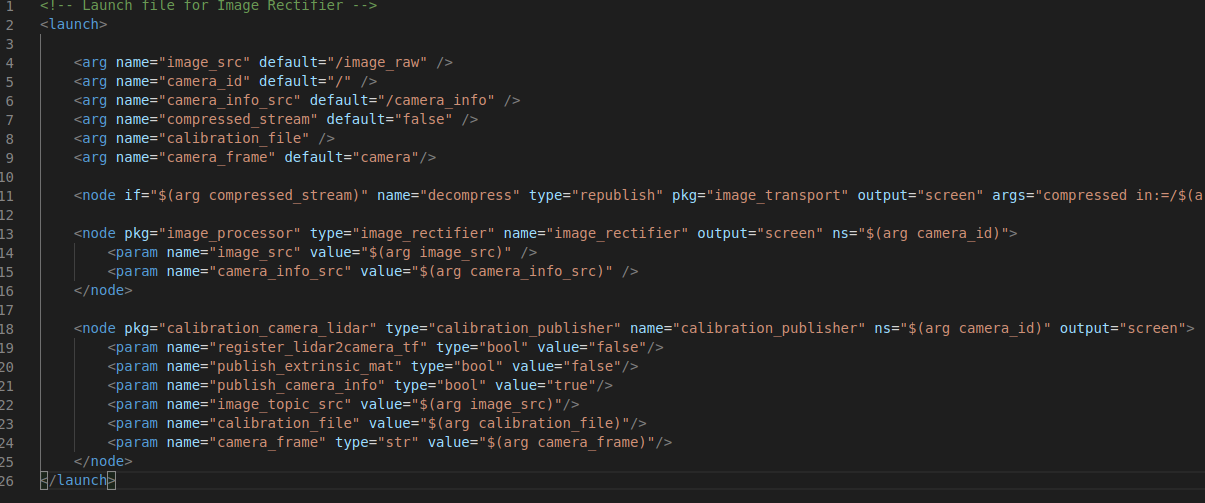 1 <!-- Launch file for Image Rectifier -->
2 <launch>
3
4 <arg name="image_src" default="/image_raw" />
5 <arg name="camera_id" default="/" />
6 <arg name="camera_info_src" default="/camera_info" />
7 <arg name="compressed_stream" default="false" />
8 <arg name="calibration_file" />
9 <arg name="camera_frame" default="camera"/>
10
11 <node if="$(arg compressed_stream)" name="decompress" type="republish" pkg="image_transport" output="screen" args="compressed in:=/$(a
12
13 <node pkg="image_processor" type="image_rectifier" name="image_rectifier" output="screen" ns="$(arg camera_id)">
14 <param name="image_src" value="$(arg image_src)" />
15 <param name="camera_info_src" value="$(arg camera_info_src)" />
16 </node>
17
18 <node pkg="calibration_camera_lidar" type="calibration_publisher" name="calibration_publisher" ns="$(arg camera_id)" output="screen">
19 <param name="register_lidar2camera_tf" type="bool" value="false"/>
20 <param name="publish_extrinsic_mat" type="bool" value="false"/>
21 <param name="publish_camera_info" type="bool" value="true"/>
22 <param name="image_topic_src" value="$(arg image_src)"/>
23 <param name="calibration_file" value="$(arg calibration_file)"/>
24 <param name="camera_frame" type="str" value="$(arg camera_frame)"/>
25 </node>
26 </launch>